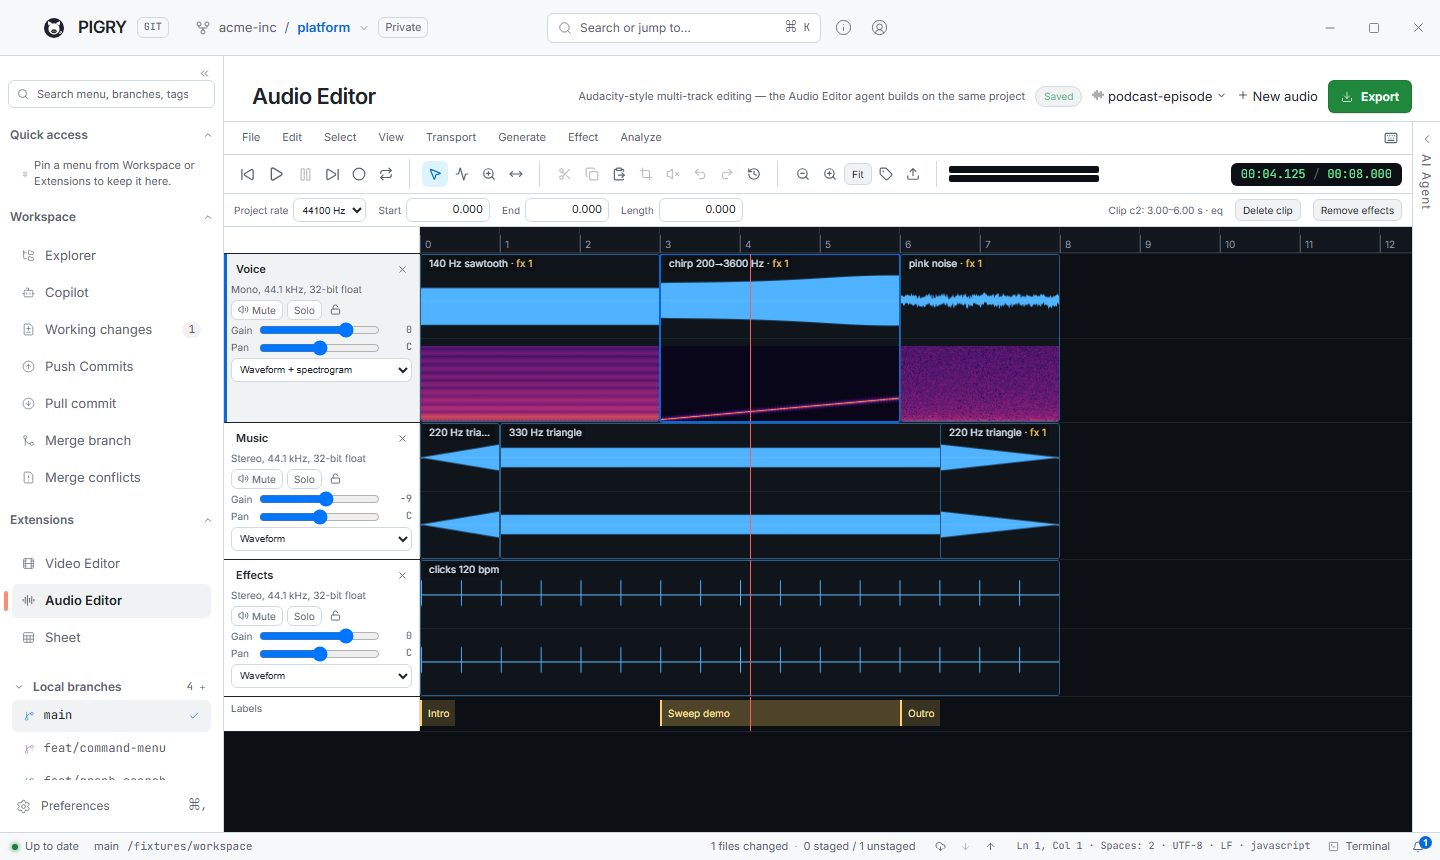 PIGRY GIT
acme-inc / platform Private
Search or jump to... ⌘ K
Search menu, branches, tags
Quick access
Pin a menu from Workspace or
Extensions to keep it here.
Workspace
Explorer
Copilot
Working changes 1
Push Commits
Pull commit
Merge branch
Merge conflicts
Extensions
Video Editor
Audio Editor
Sheet
Local branches 4 +
main
feat/command-menu
feat/graph-search
Preferences ⌘,
Audio Editor
Audacity-style multi-track editing — the Audio Editor agent builds on the same project
Saved
podcast-episode
+ New audio
Export
File Edit Select View Transport Generate Effect Analyze
Fit
00:04.125 / 00:08.000
Project rate 44100 Hz Start 0.000 End 0.000 Length 0.000
Clip c2: 3.00–6.00 s · eq Delete clip Remove effects
0 1 2 3 4 5 6 7 8 9 10 11 12
Voice
Mono, 44.1 kHz, 32-bit float
Mute Solo
Gain 0
Pan C
Waveform + spectrogram
140 Hz sawtooth · fx 1
chirp 200→3600 Hz · fx 1
pink noise · fx 1
Music
Stereo, 44.1 kHz, 32-bit float
Mute Solo
Gain -9
Pan C
Waveform
220 Hz tria...
330 Hz triangle
220 Hz triangle · fx 1
Effects
Stereo, 44.1 kHz, 32-bit float
Mute Solo
Gain 0
Pan C
Waveform
clicks 120 bpm
Labels
Intro
Sweep demo
Outro
AI Agent
Up to date main /fixtures/workspace
1 files changed · 0 staged / 1 unstaged
Ln 1, Col 1 · Spaces: 2 · UTF-8 · LF · javascript
Terminal
1